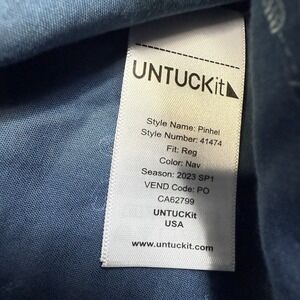 UNTUCKit
Style Name: Pinhel
Style Number: 41474
Fit: Reg
Color: Nav
Season: 2023 SP1
VEND Code: PO
CA62799
UNTUCKit
USA
www.untuckit.com